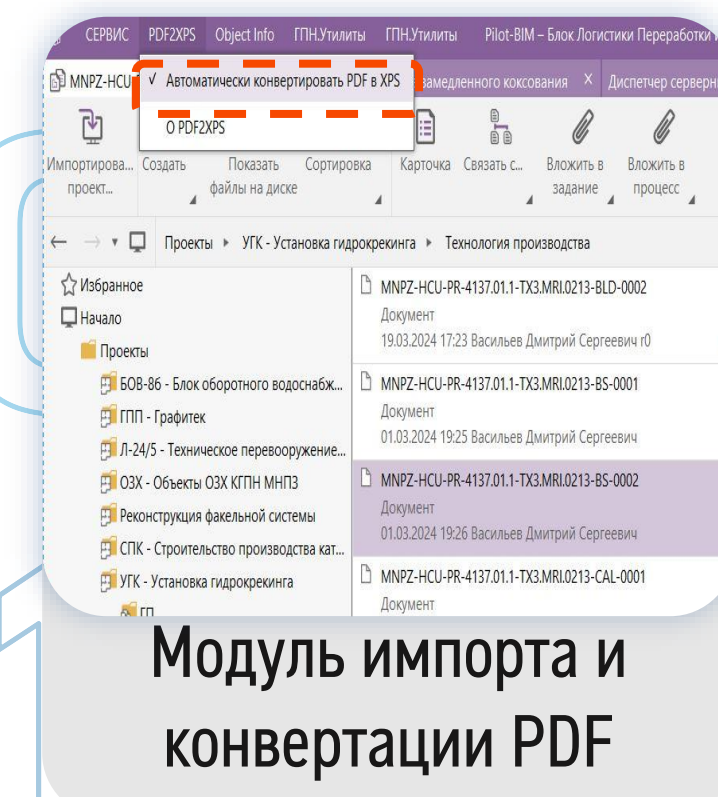 СЕРВИС PDF2XPS Object Info ГПН.Утилиты ГПН.Утилиты Pilot-BIM – Блок Логистики Переработки
MNPZ-HCU ✓ Автоматически конвертировать PDF в XPS замедленного коксования × Диспетчер серверн
О PDF2XPS
Импортирова... Создать Показать Сортировка Карточка Связать с... Вложить в Вложить в
проект... файлы на диске задание процесс
Проекты ▸ УГК - Установка гидрокрекинга ▸ Технология производства
Избранное
Начало
Проекты
БОВ-86 - Блок оборотного водоснабж...
ГПП - Графитек
Л-24/5 - Техническое перевооружение...
ОЗХ - Объекты ОЗХ КГПН МНПЗ
Реконструкция факельной системы
СПК - Строительство производства кат...
УГК - Установка гидрокрекинга
ГП
MNPZ-HCU-PR-4137.01.1-TX3.MRI.0213-BLD-0002
Документ
19.03.2024 17:23 Васильев Дмитрий Сергеевич r0
MNPZ-HCU-PR-4137.01.1-TX3.MRI.0213-BS-0001
Документ
01.03.2024 19:25 Васильев Дмитрий Сергеевич
MNPZ-HCU-PR-4137.01.1-TX3.MRI.0213-BS-0002
Документ
01.03.2024 19:26 Васильев Дмитрий Сергеевич
MNPZ-HCU-PR-4137.01.1-TX3.MRI.0213-CAL-0001
Документ
Модуль импорта и
конвертации PDF